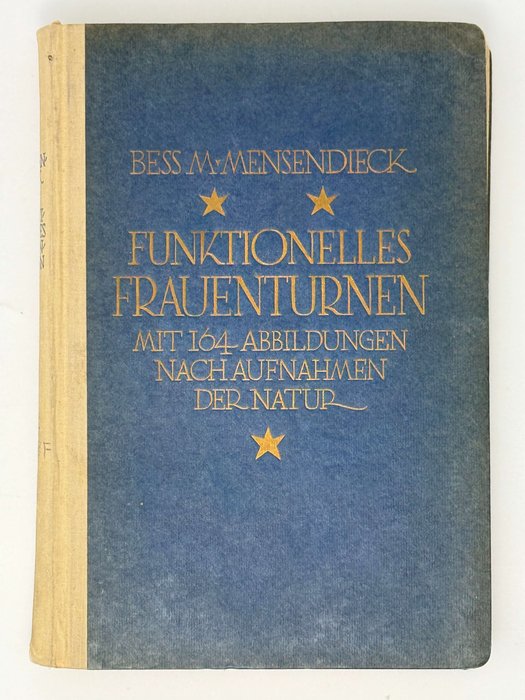 BESS M. MENSENDIECK
FUNKTIONELLES
FRAUENTURNEN
MIT 164 ABBILDUNGEN
NACH AUFNAHMEN
DER NATUR